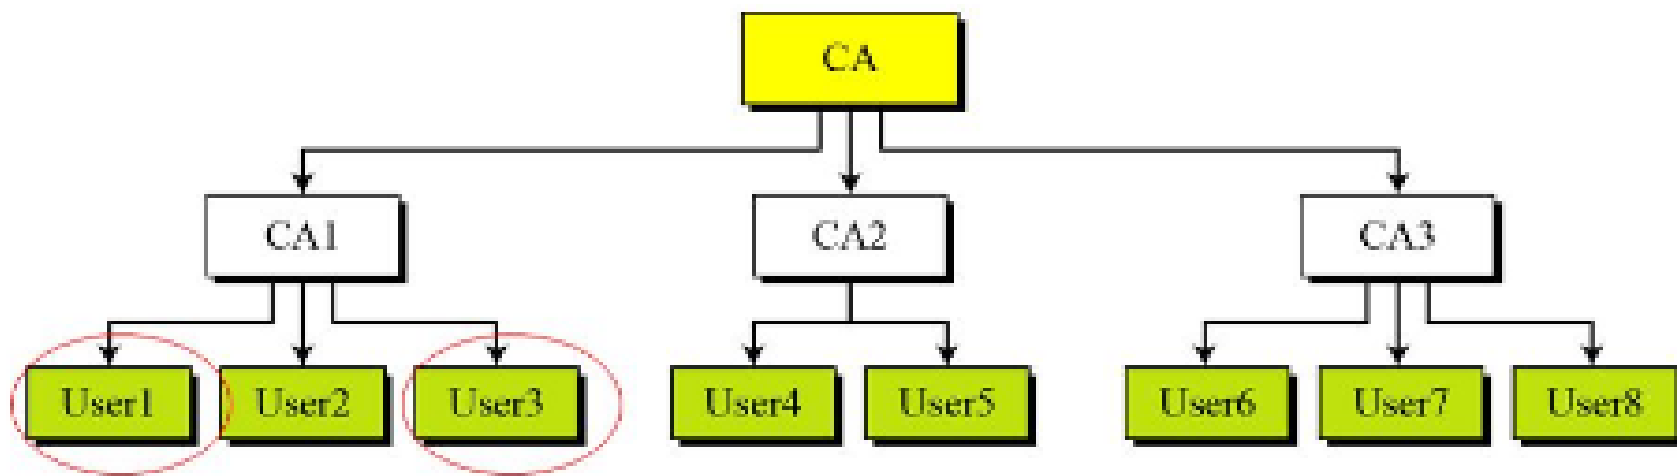 CA
CA1 CA2 CA3
User1 User2 User3 User4 User5 User6 User7 User8